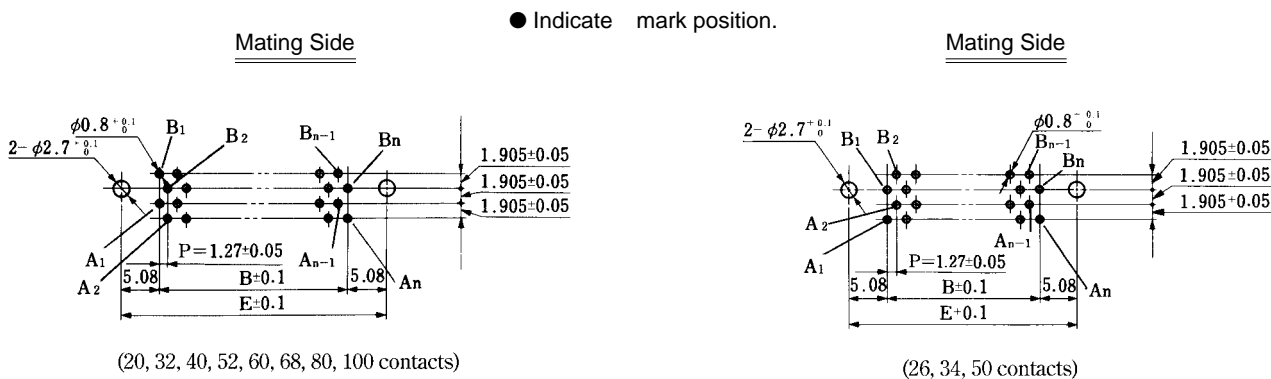 ● Indicate mark position.
Mating Side
φ0.8 +0.1 0
B1
B2
Bn-1
Bn
2-φ2.7 +0.1 0
1.905±0.05
1.905±0.05
1.905±0.05
A1
A2
P=1.27±0.05
An-1
An
5.08
B±0.1
5.08
E±0.1
(20, 32, 40, 52, 60, 68, 80, 100 contacts)
Mating Side
2-φ2.7 +0.1 0
B1
B2
φ0.8 +0.1 0
Bn-1
Bn
1.905±0.05
1.905±0.05
1.905+0.05
A2
A1
An-1
P=1.27±0.05
An
5.08
B±0.1
5.08
E+0.1
(26, 34, 50 contacts)